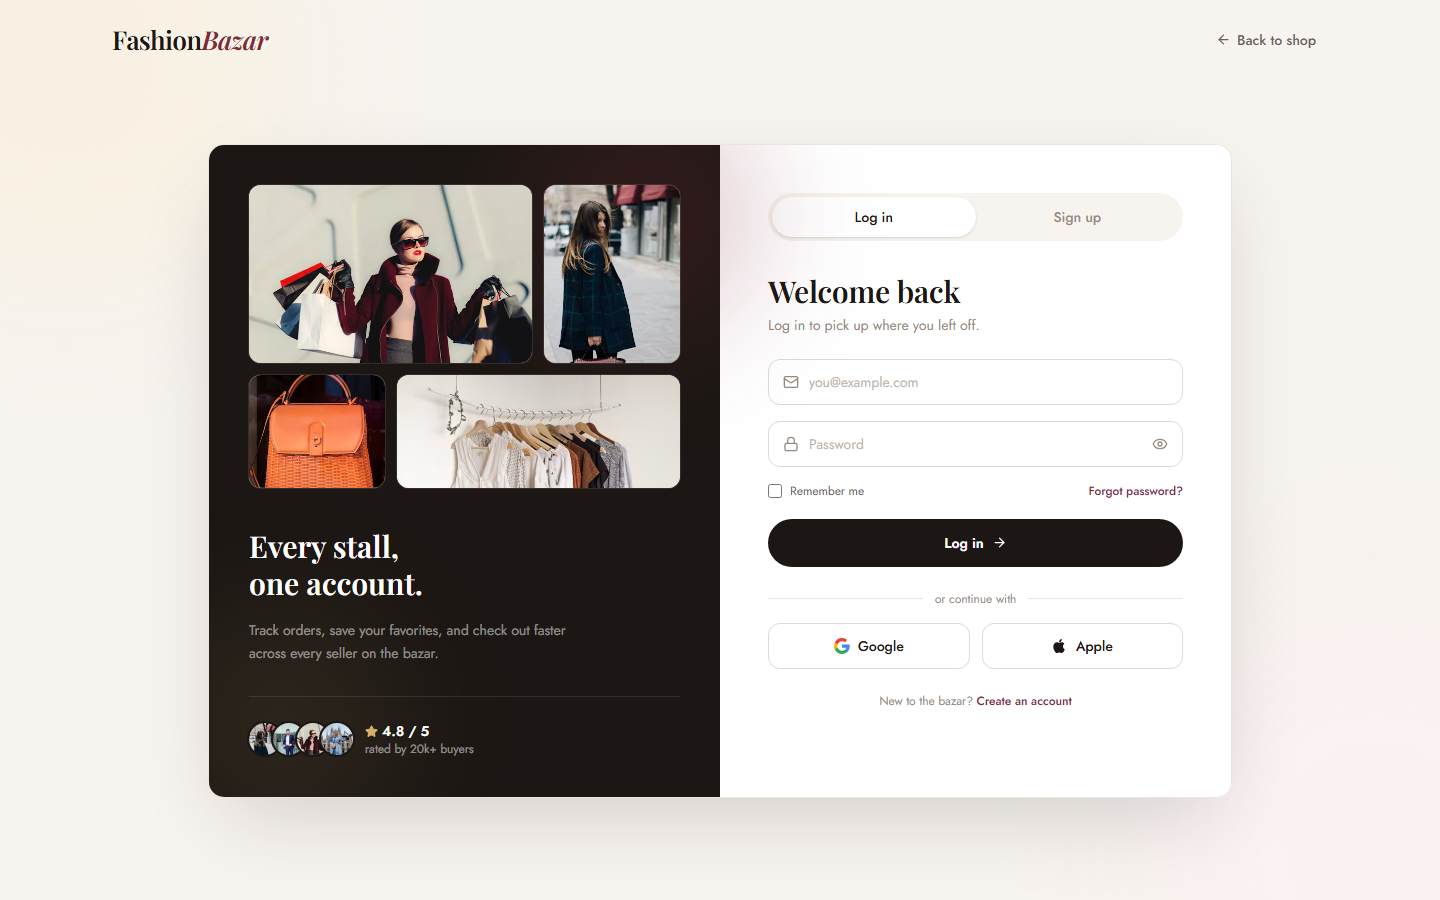 FashionBazar
Back to shop
Every stall,
one account.
Track orders, save your favorites, and check out faster
across every seller on the bazar.
4.8 / 5
rated by 20k+ buyers
Log in
Sign up
Welcome back
Log in to pick up where you left off.
you@example.com
Password
Remember me
Forgot password?
Log in
or continue with
Google
Apple
New to the bazar? Create an account